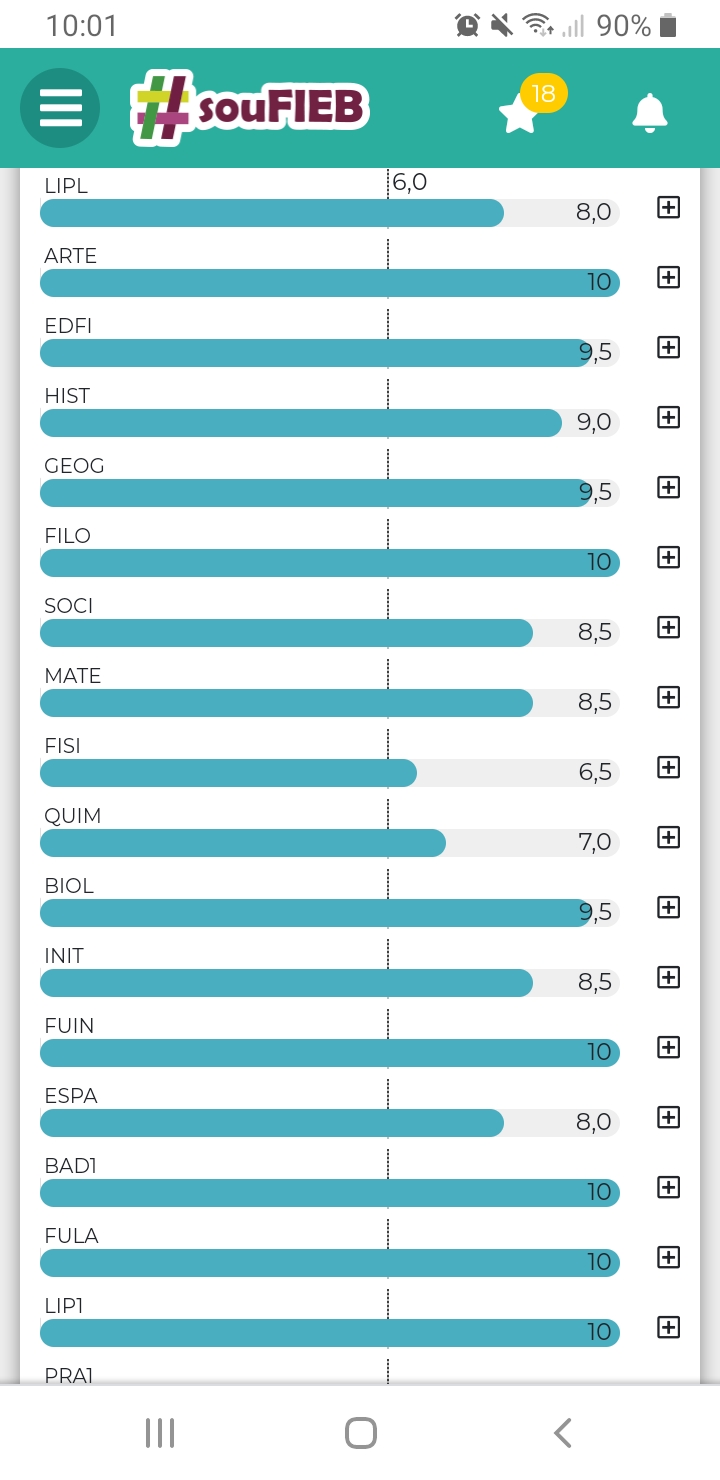 10:01 90%
#souFIEB 18
LIPL 6,0
8,0
ARTE
10
EDFI
9,5
HIST
9,0
GEOG
9,5
FILO
10
SOCI
8,5
MATE
8,5
FISI
6,5
QUIM
7,0
BIOL
9,5
INIT
8,5
FUIN
10
ESPA
8,0
BAD1
10
FULA
10
LIP1
10
PRA1